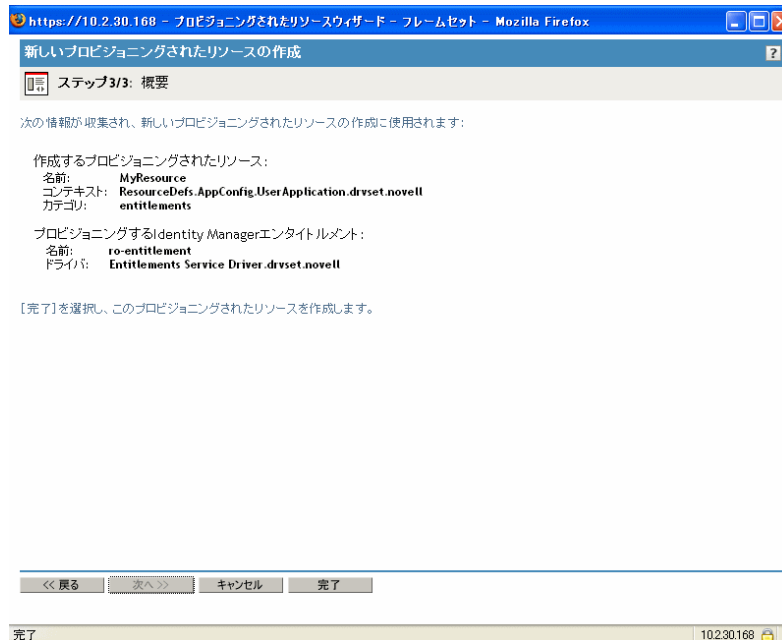 https://10.2.30.168 - プロビジョニングされたリソースウィザード - フレームセット - Mozilla Firefox
新しいプロビジョニングされたリソースの作成
?
ステップ3/3: 概要
次の情報が収集され、新しいプロビジョニングされたリソースの作成に使用されます:
作成するプロビジョニングされたリソース:
名前: MyResource
コンテキスト: ResourceDefs.AppConfig.UserApplication.drvset.novell
カテゴリ: entitlements
プロビジョニングするIdentity Managerエンタイトルメント:
名前: ro-entitlement
ドライバ: Entitlements Service Driver.drvset.novell
[完了]を選択し、このプロビジョニングされたリソースを作成します。
<< 戻る 次へ >> キャンセル 完了
完了 10.2.30.168